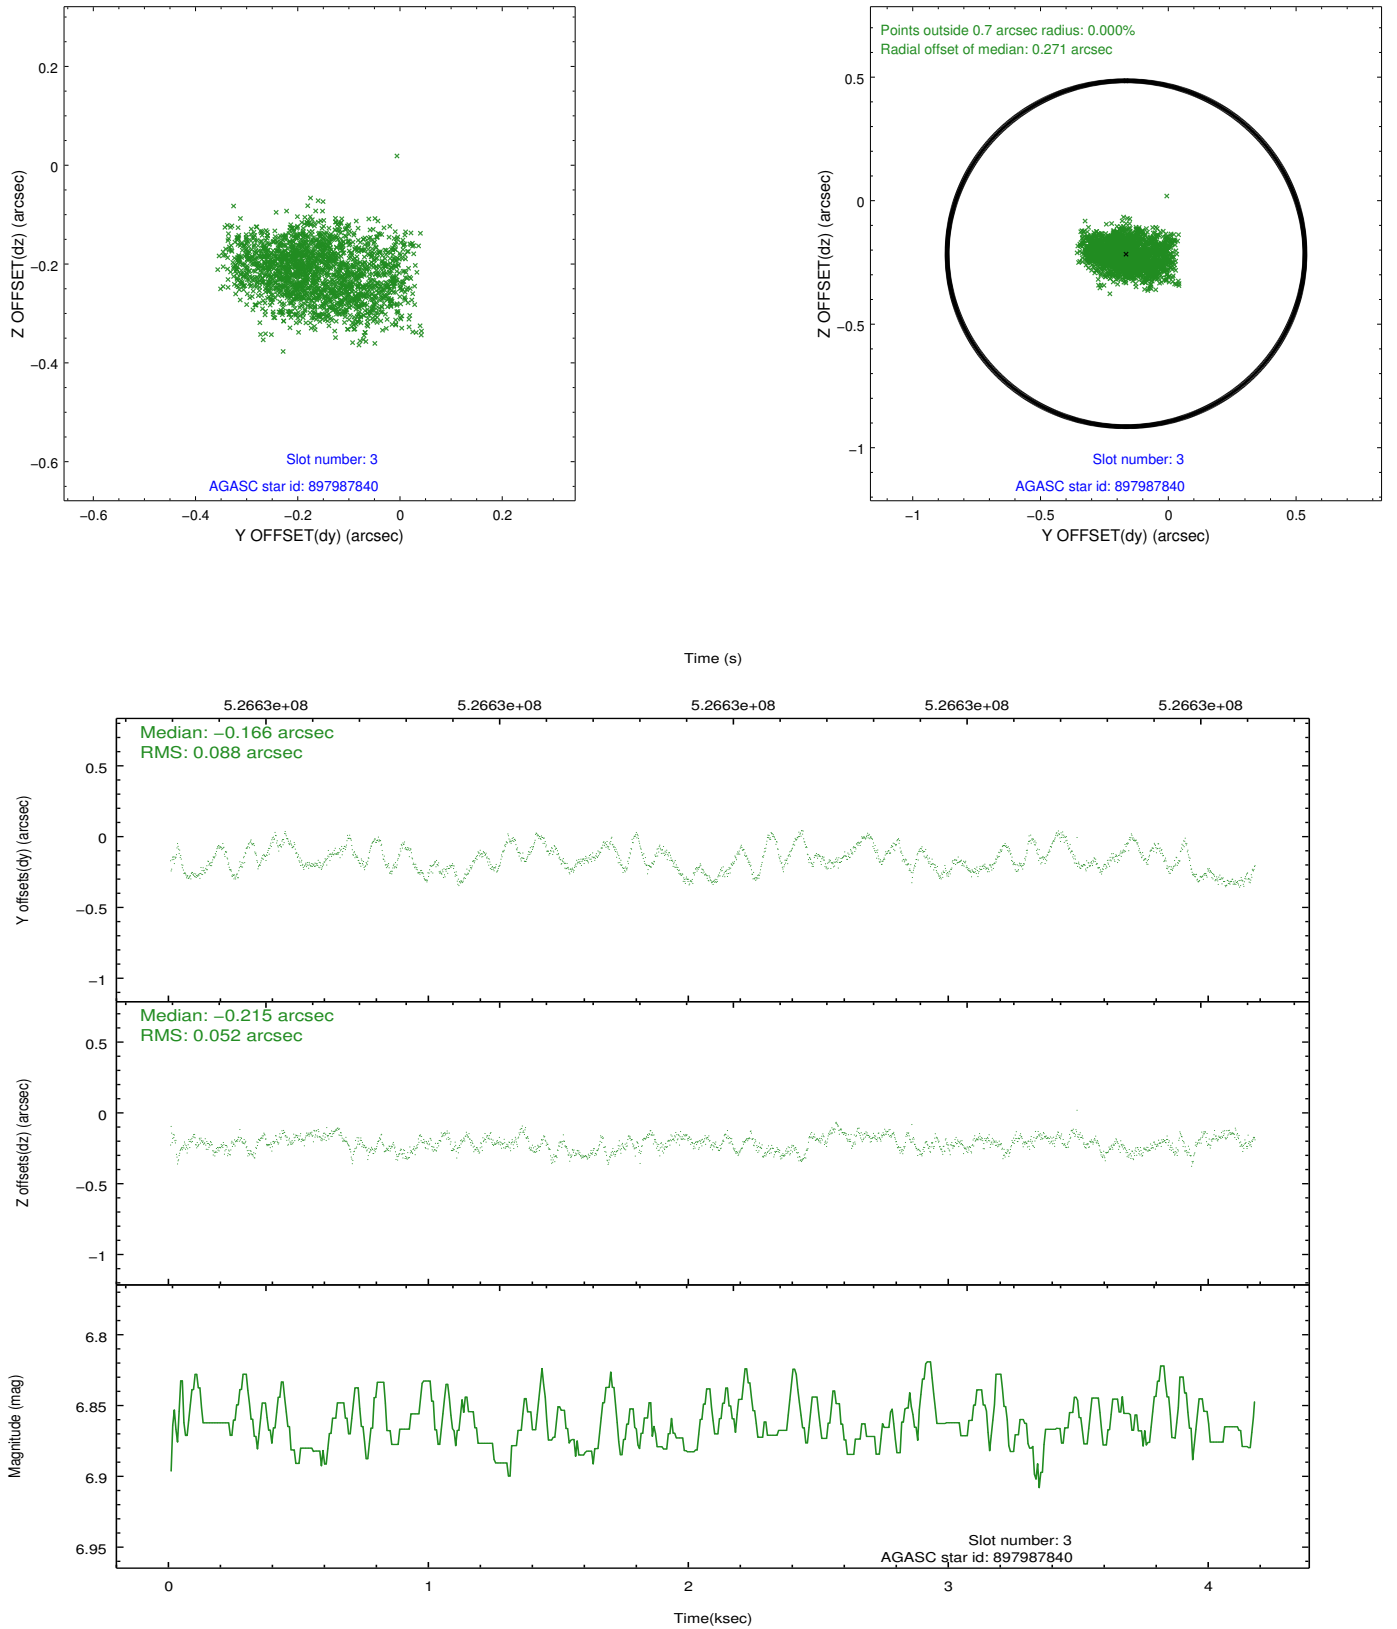 0.2
0
−0.2
−0.4
−0.6
Z OFFSET(dz) (arcsec)
Slot number: 3
AGASC star id: 897987840
−0.6 −0.4 −0.2 0 0.2
Y OFFSET(dy) (arcsec)
Points outside 0.7 arcsec radius: 0.000%
Radial offset of median: 0.271 arcsec
0.5
0
−0.5
−1
Z OFFSET(dz) (arcsec)
Slot number: 3
AGASC star id: 897987840
−1 −0.5 0 0.5
Y OFFSET(dy) (arcsec)
Time (s)
5.2663e+08 5.2663e+08 5.2663e+08 5.2663e+08 5.2663e+08
Median: −0.166 arcsec
RMS: 0.088 arcsec
0.5
0
−0.5
−1
Y offsets(dy) (arcsec)
Median: −0.215 arcsec
RMS: 0.052 arcsec
0.5
0
−0.5
−1
Z offsets(dz) (arcsec)
6.8
6.85
6.9
6.95
Magnitude (mag)
Slot number: 3
AGASC star id: 897987840
0 1 2 3 4
Time(ksec)